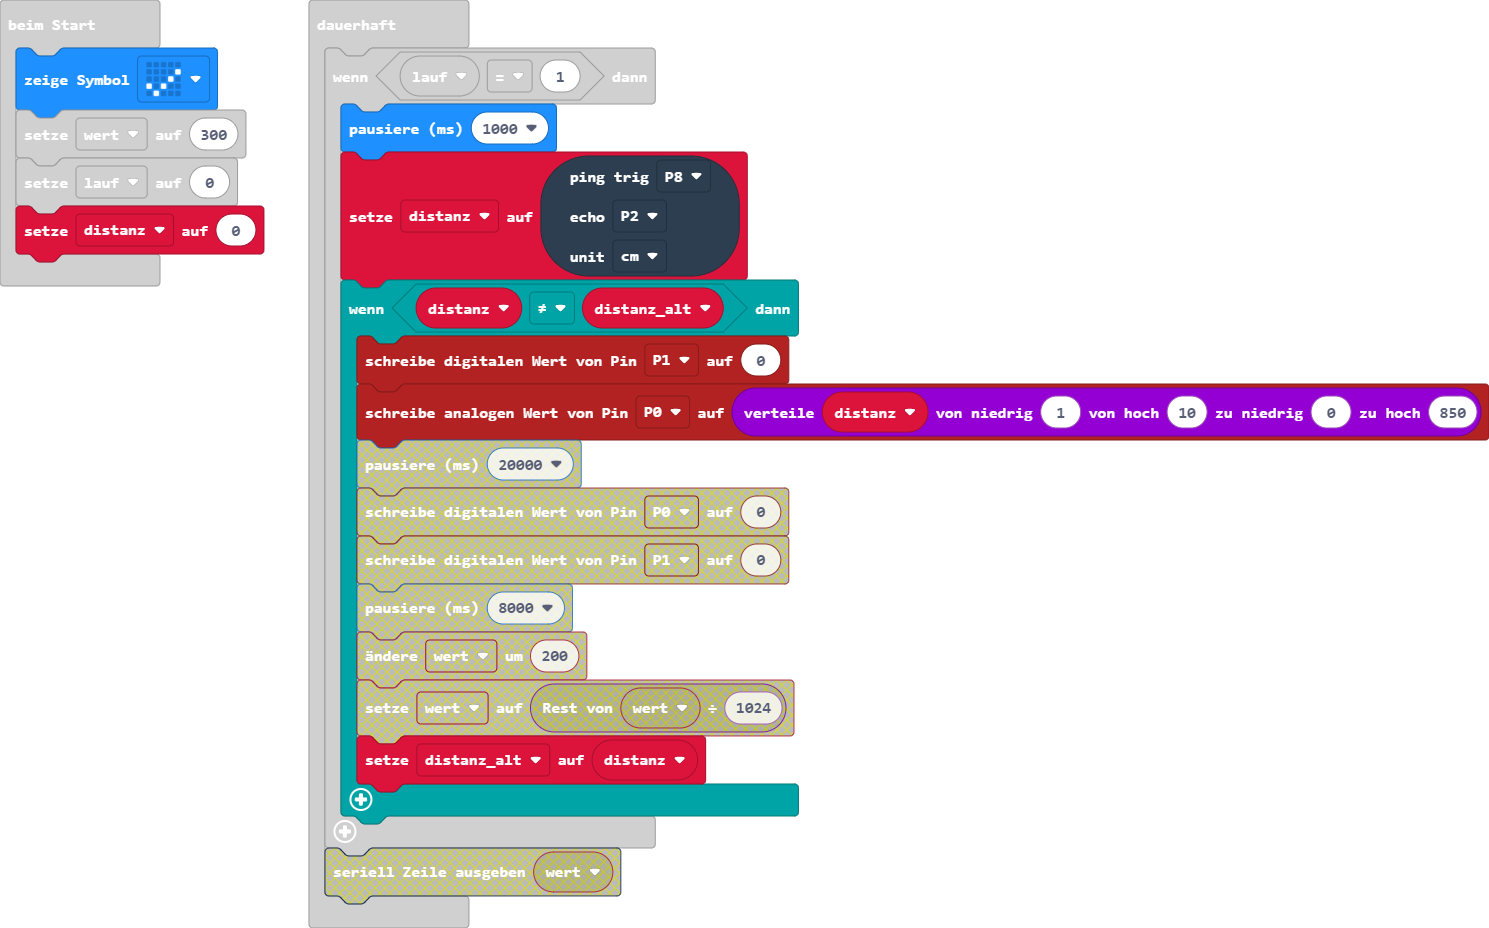 beim Start
zeige Symbol
setze wert auf 300
setze lauf auf 0
setze distanz auf 0
dauerhaft
wenn lauf = 1 dann
pausiere (ms) 1000
ping trig P8
setze distanz auf echo P2
unit cm
wenn distanz ≠ distanz_alt dann
schreibe digitalen Wert von Pin P1 auf 0
schreibe analogen Wert von Pin P0 auf verteile distanz von niedrig 1 von hoch 10 zu niedrig 0 zu hoch 850
pausiere (ms) 20000
schreibe digitalen Wert von Pin P0 auf 0
schreibe digitalen Wert von Pin P1 auf 0
pausiere (ms) 8000
ändere wert um 200
setze wert auf Rest von wert ÷ 1024
setze distanz_alt auf distanz
seriell Zeile ausgeben wert